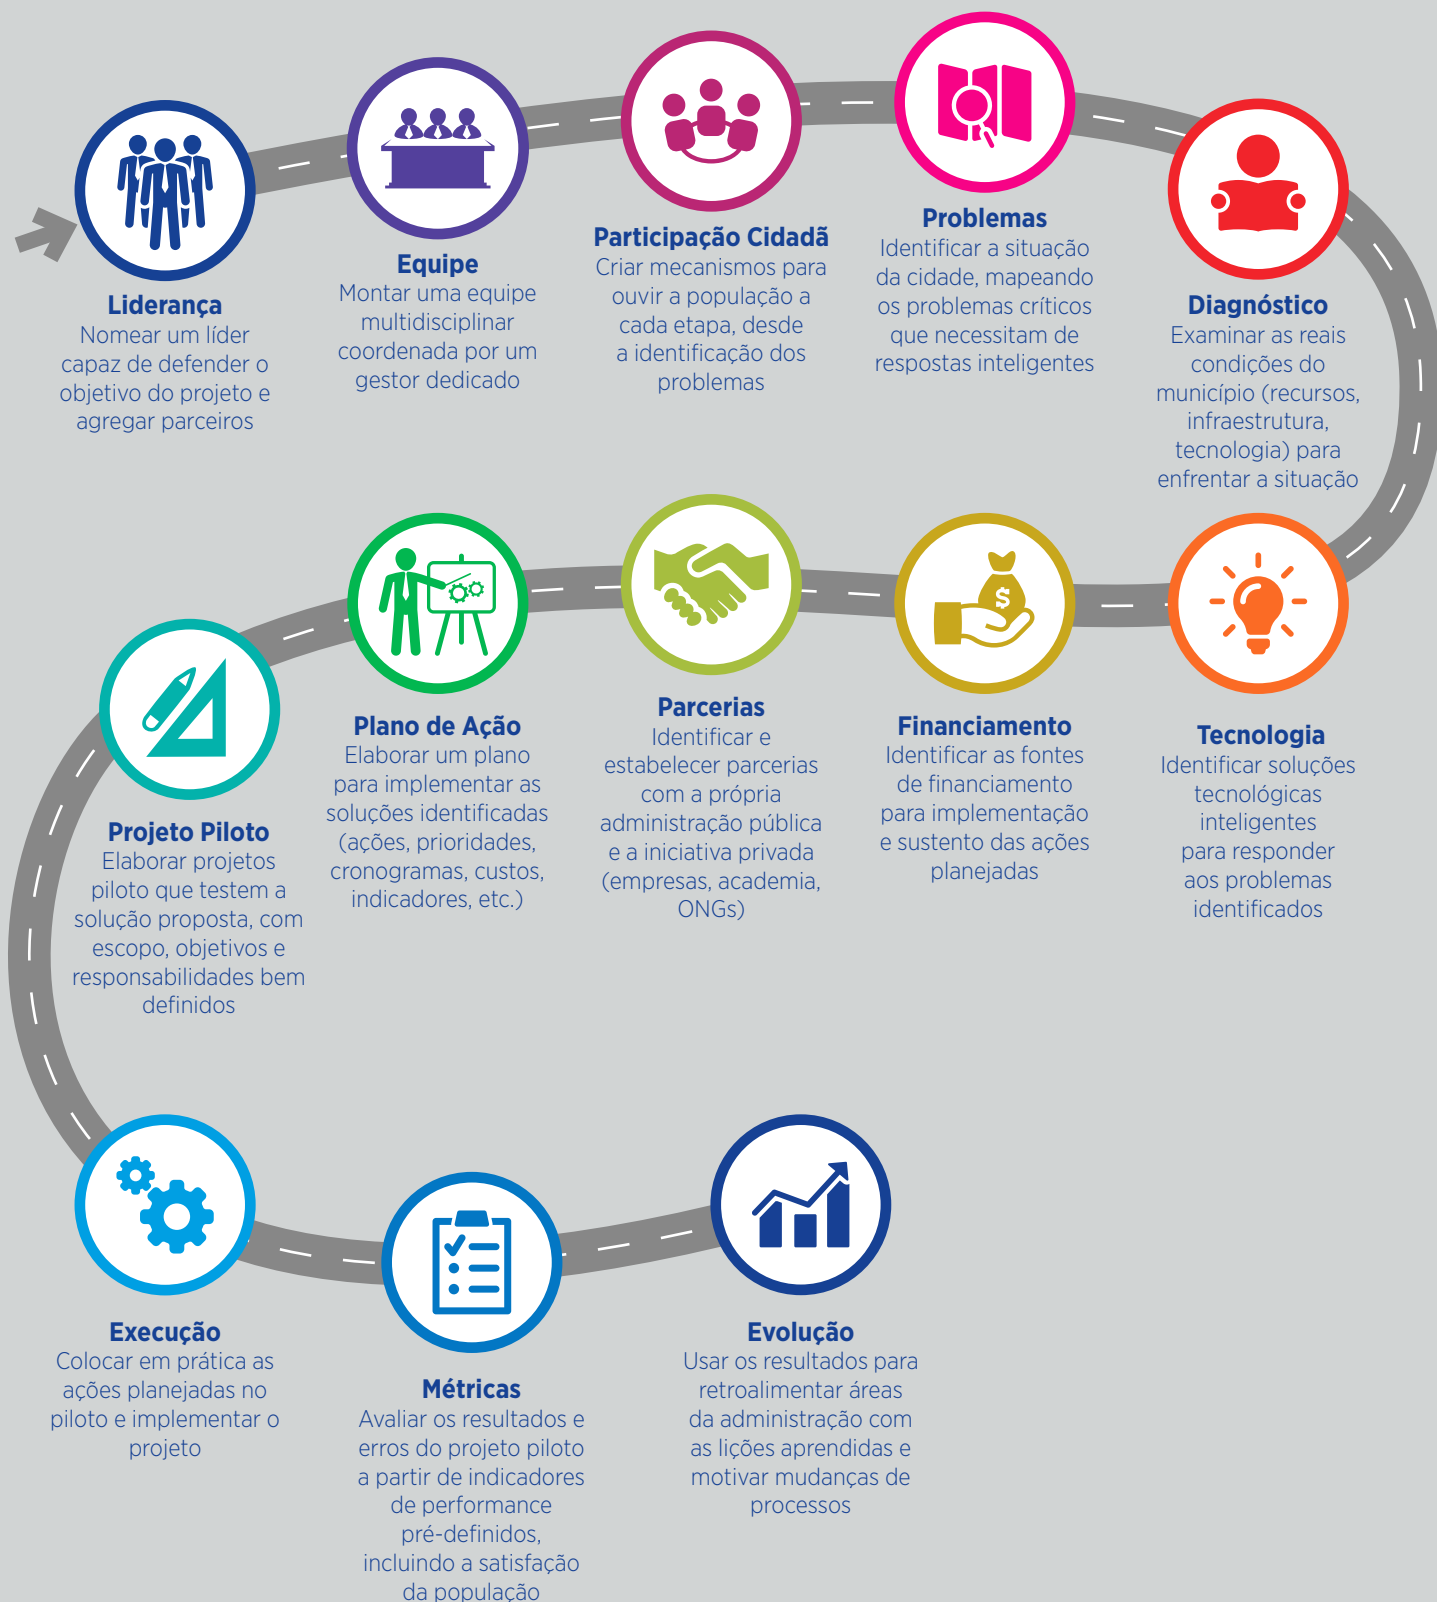 Liderança
Nomear um líder
capaz de defender o
objetivo do projeto e
agregar parceiros
Equipe
Montar uma equipe
multidisciplinar
coordenada por um
gestor dedicado
Participação Cidadã
Criar mecanismos para
ouvir a população a
cada etapa, desde
a identificação dos
problemas
Problemas
Identificar a situação
da cidade, mapeando
os problemas críticos
que necessitam de
respostas inteligentes
Diagnóstico
Examinar as reais
condições do
município (recursos,
infraestrutura,
tecnologia) para
enfrentar a situação
$
Tecnologia
Identificar soluções
tecnológicas
inteligentes
para responder
aos problemas
identificados
Financiamento
Identificar as fontes
de financiamento
para implementação
e sustento das ações
planejadas
Parcerias
Identificar e
estabelecer parcerias
com a própria
administração pública
e a iniciativa privada
(empresas, academia,
ONGs)
Plano de Ação
Elaborar um plano
para implementar as
soluções identificadas
(ações, prioridades,
cronogramas, custos,
indicadores, etc.)
Projeto Piloto
Elaborar projetos
piloto que testem a
solução proposta, com
escopo, objetivos e
responsabilidades bem
definidos
Execução
Colocar em prática as
ações planejadas no
piloto e implementar o
projeto
Métricas
Avaliar os resultados e
erros do projeto piloto
a partir de indicadores
de performance
pré-definidos,
incluindo a satisfação
da população
Evolução
Usar os resultados para
retroalimentar áreas
da administração com
as lições aprendidas e
motivar mudanças de
processos